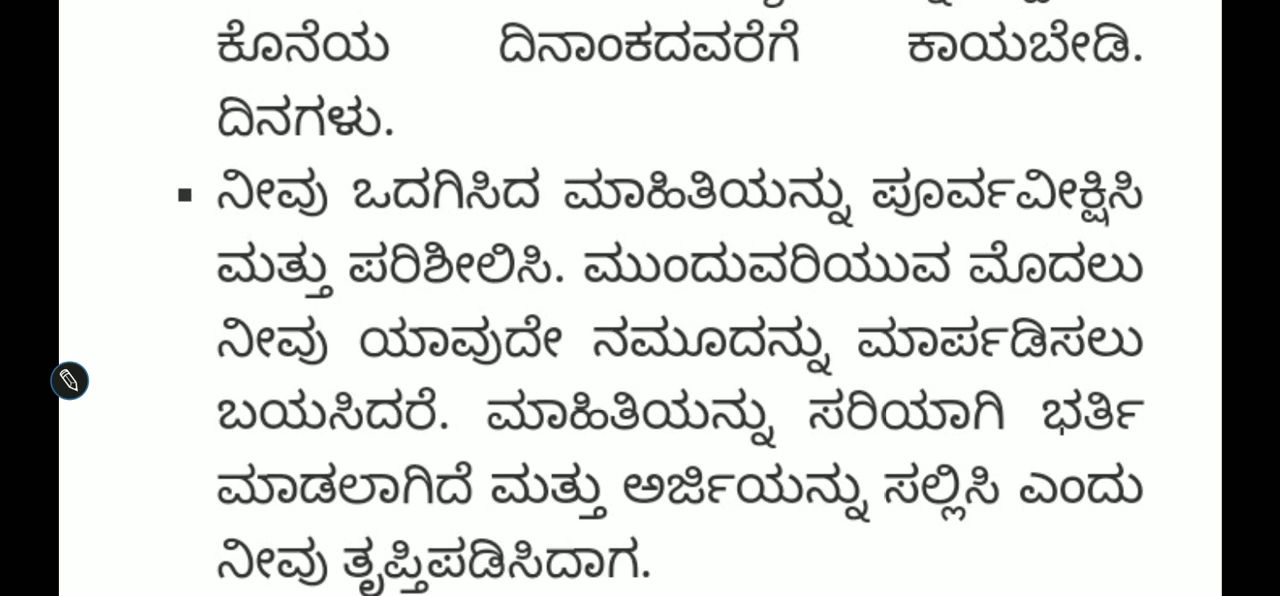 ಕೊನೆಯ ದಿನಾಂಕದವರೆಗೆ ಕಾಯಬೇಡಿ.
ದಿನಗಳು.
▪ ನೀವು ಒದಗಿಸಿದ ಮಾಹಿತಿಯನ್ನು ಪೂರ್ವವೀಕ್ಷಿಸಿ
ಮತ್ತು ಪರಿಶೀಲಿಸಿ. ಮುಂದುವರಿಯುವ ಮೊದಲು
ನೀವು ಯಾವುದೇ ನಮೂದನ್ನು ಮಾರ್ಪಡಿಸಲು
ಬಯಸಿದರೆ. ಮಾಹಿತಿಯನ್ನು ಸರಿಯಾಗಿ ಭರ್ತಿ
ಮಾಡಲಾಗಿದೆ ಮತ್ತು ಅರ್ಜಿಯನ್ನು ಸಲ್ಲಿಸಿ ಎಂದು
ನೀವು ತೃಪ್ತಿಪಡಿಸಿದಾಗ.